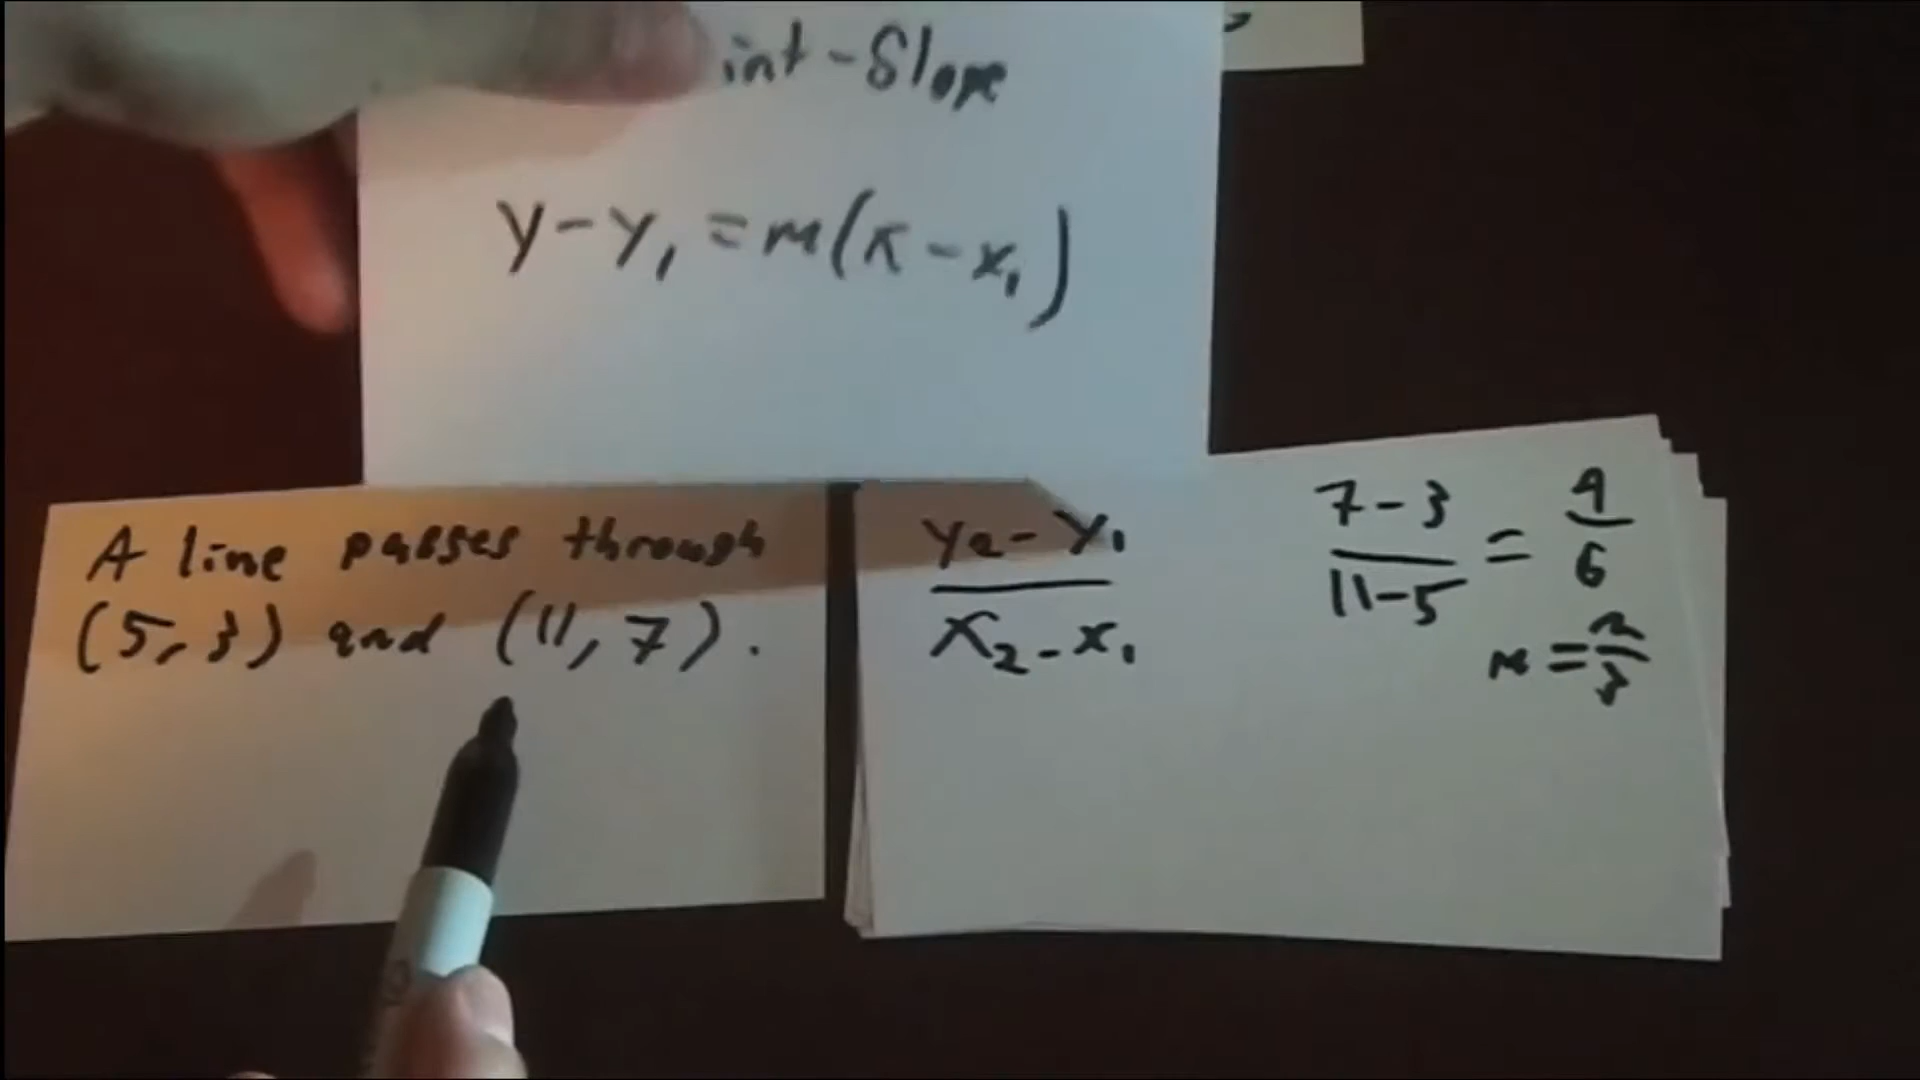 int-Slope
y-y₁=m(x-x₁)
A line passes through
(5,3) and (11,7).
y₂-y₁
x₂-x₁
7-3
11-5
=
4
6
m=
2
3